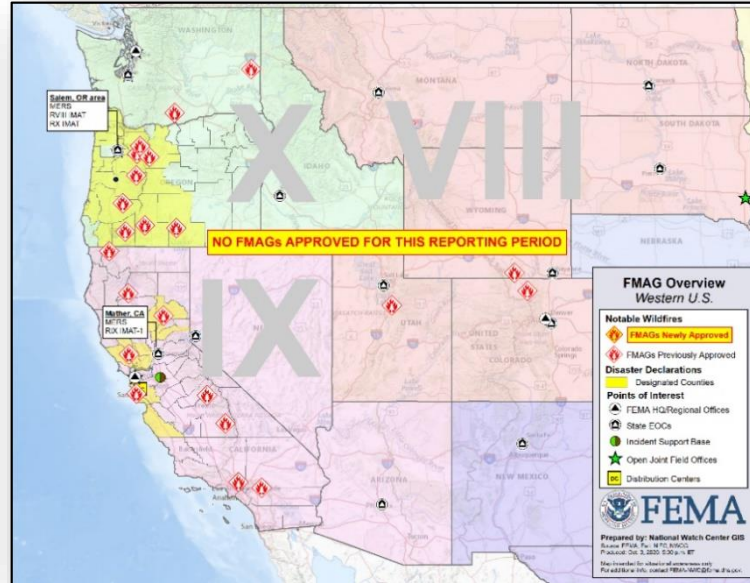 WASHINGTON
MONTANA
NORTH DAKOTA
Salem, OR area
MERS
RVIII IMAT
RX IMAT
SOUTH DAKOTA
X VIII
IDAHO
WYOMING
NO FMAGs APPROVED FOR THIS REPORTING PERIOD
NEBRASKA
IX
Mather, CA
MERS
RIX IMAT-1
UTAH
UNITED
STATES
COLORADO
Colorado
Springs
CALIFORNIA
ARIZONA
NEW MEXICO
FMAG Overview
Western U.S.
Notable Wildfires
FMAGs Newly Approved
FMAGs Previously Approved
Disaster Declarations
Designated Counties
Points of Interest
FEMA HQ/Regional Offices
State EOCs
Incident Support Base
Open Joint Field Offices
DC Distribution Centers
FEMA
Prepared by: National Watch Center GIS